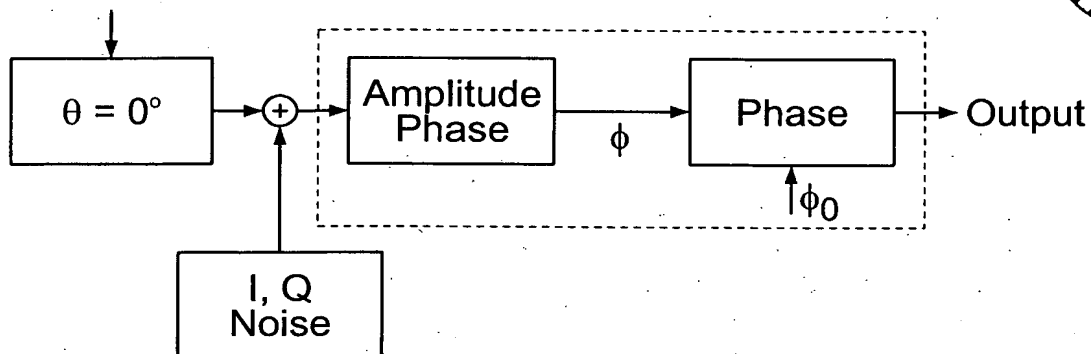 θ = 0°
+
Amplitude
Phase
ϕ
Phase
ϕ0
Output
I, Q
Noise